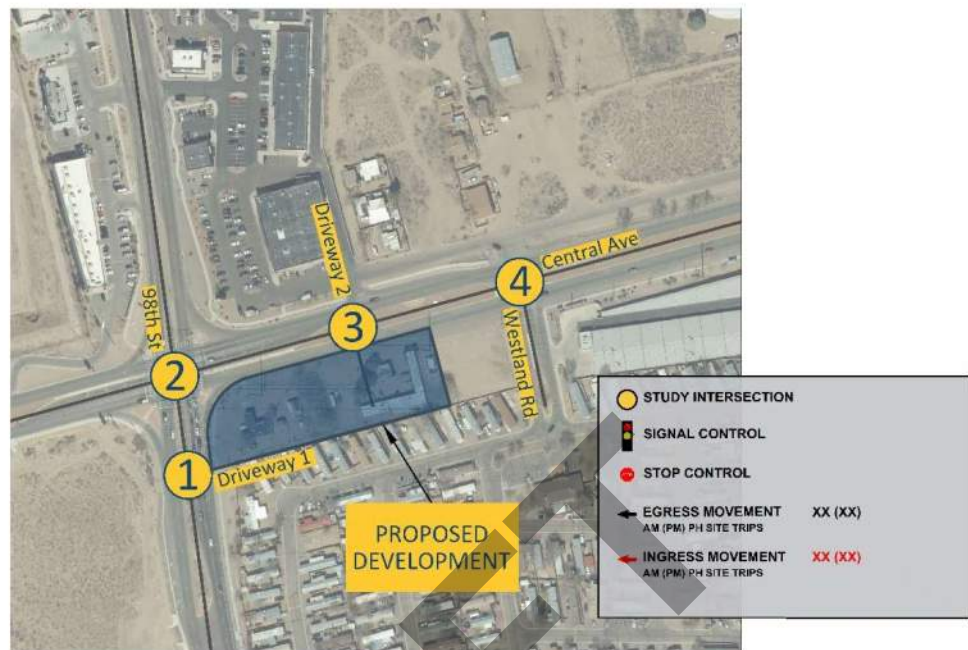 Driveway 2
Central Ave
4
3
98th St
Westland Rd
2
1
Driveway 1
PROPOSED
DEVELOPMENT
STUDY INTERSECTION
SIGNAL CONTROL
STOP CONTROL
EGRESS MOVEMENT XX (XX)
AM (PM) PH SITE TRIPS
INGRESS MOVEMENT XX (XX)
AM (PM) PH SITE TRIPS